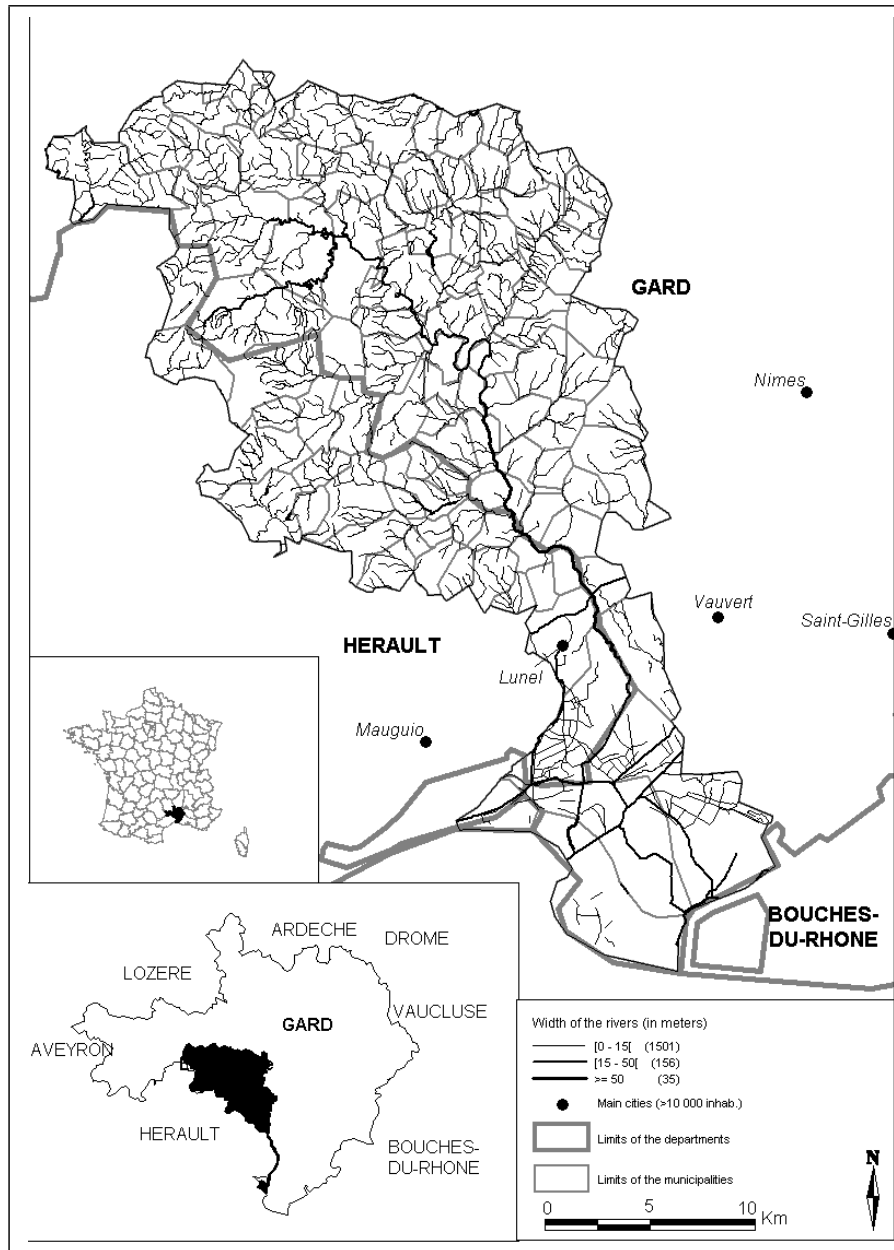 GARD
Nimes
Vauvert
Saint-Gilles
HERAULT
Lunel
Mauguio
BOUCHES-
DU-RHONE
ARDECHE
DROME
LOZERE
GARD
VAUCLUSE
AVEYRON
HERAULT
BOUCHES-
DU-RHONE
Width of the rivers (in meters)
[0 - 15[ (1501)
[15 - 50[ (156)
>= 50 (35)
Main cities (>10 000 inhab.)
Limits of the departments
Limits of the municipalities
N
0 5 10
Km